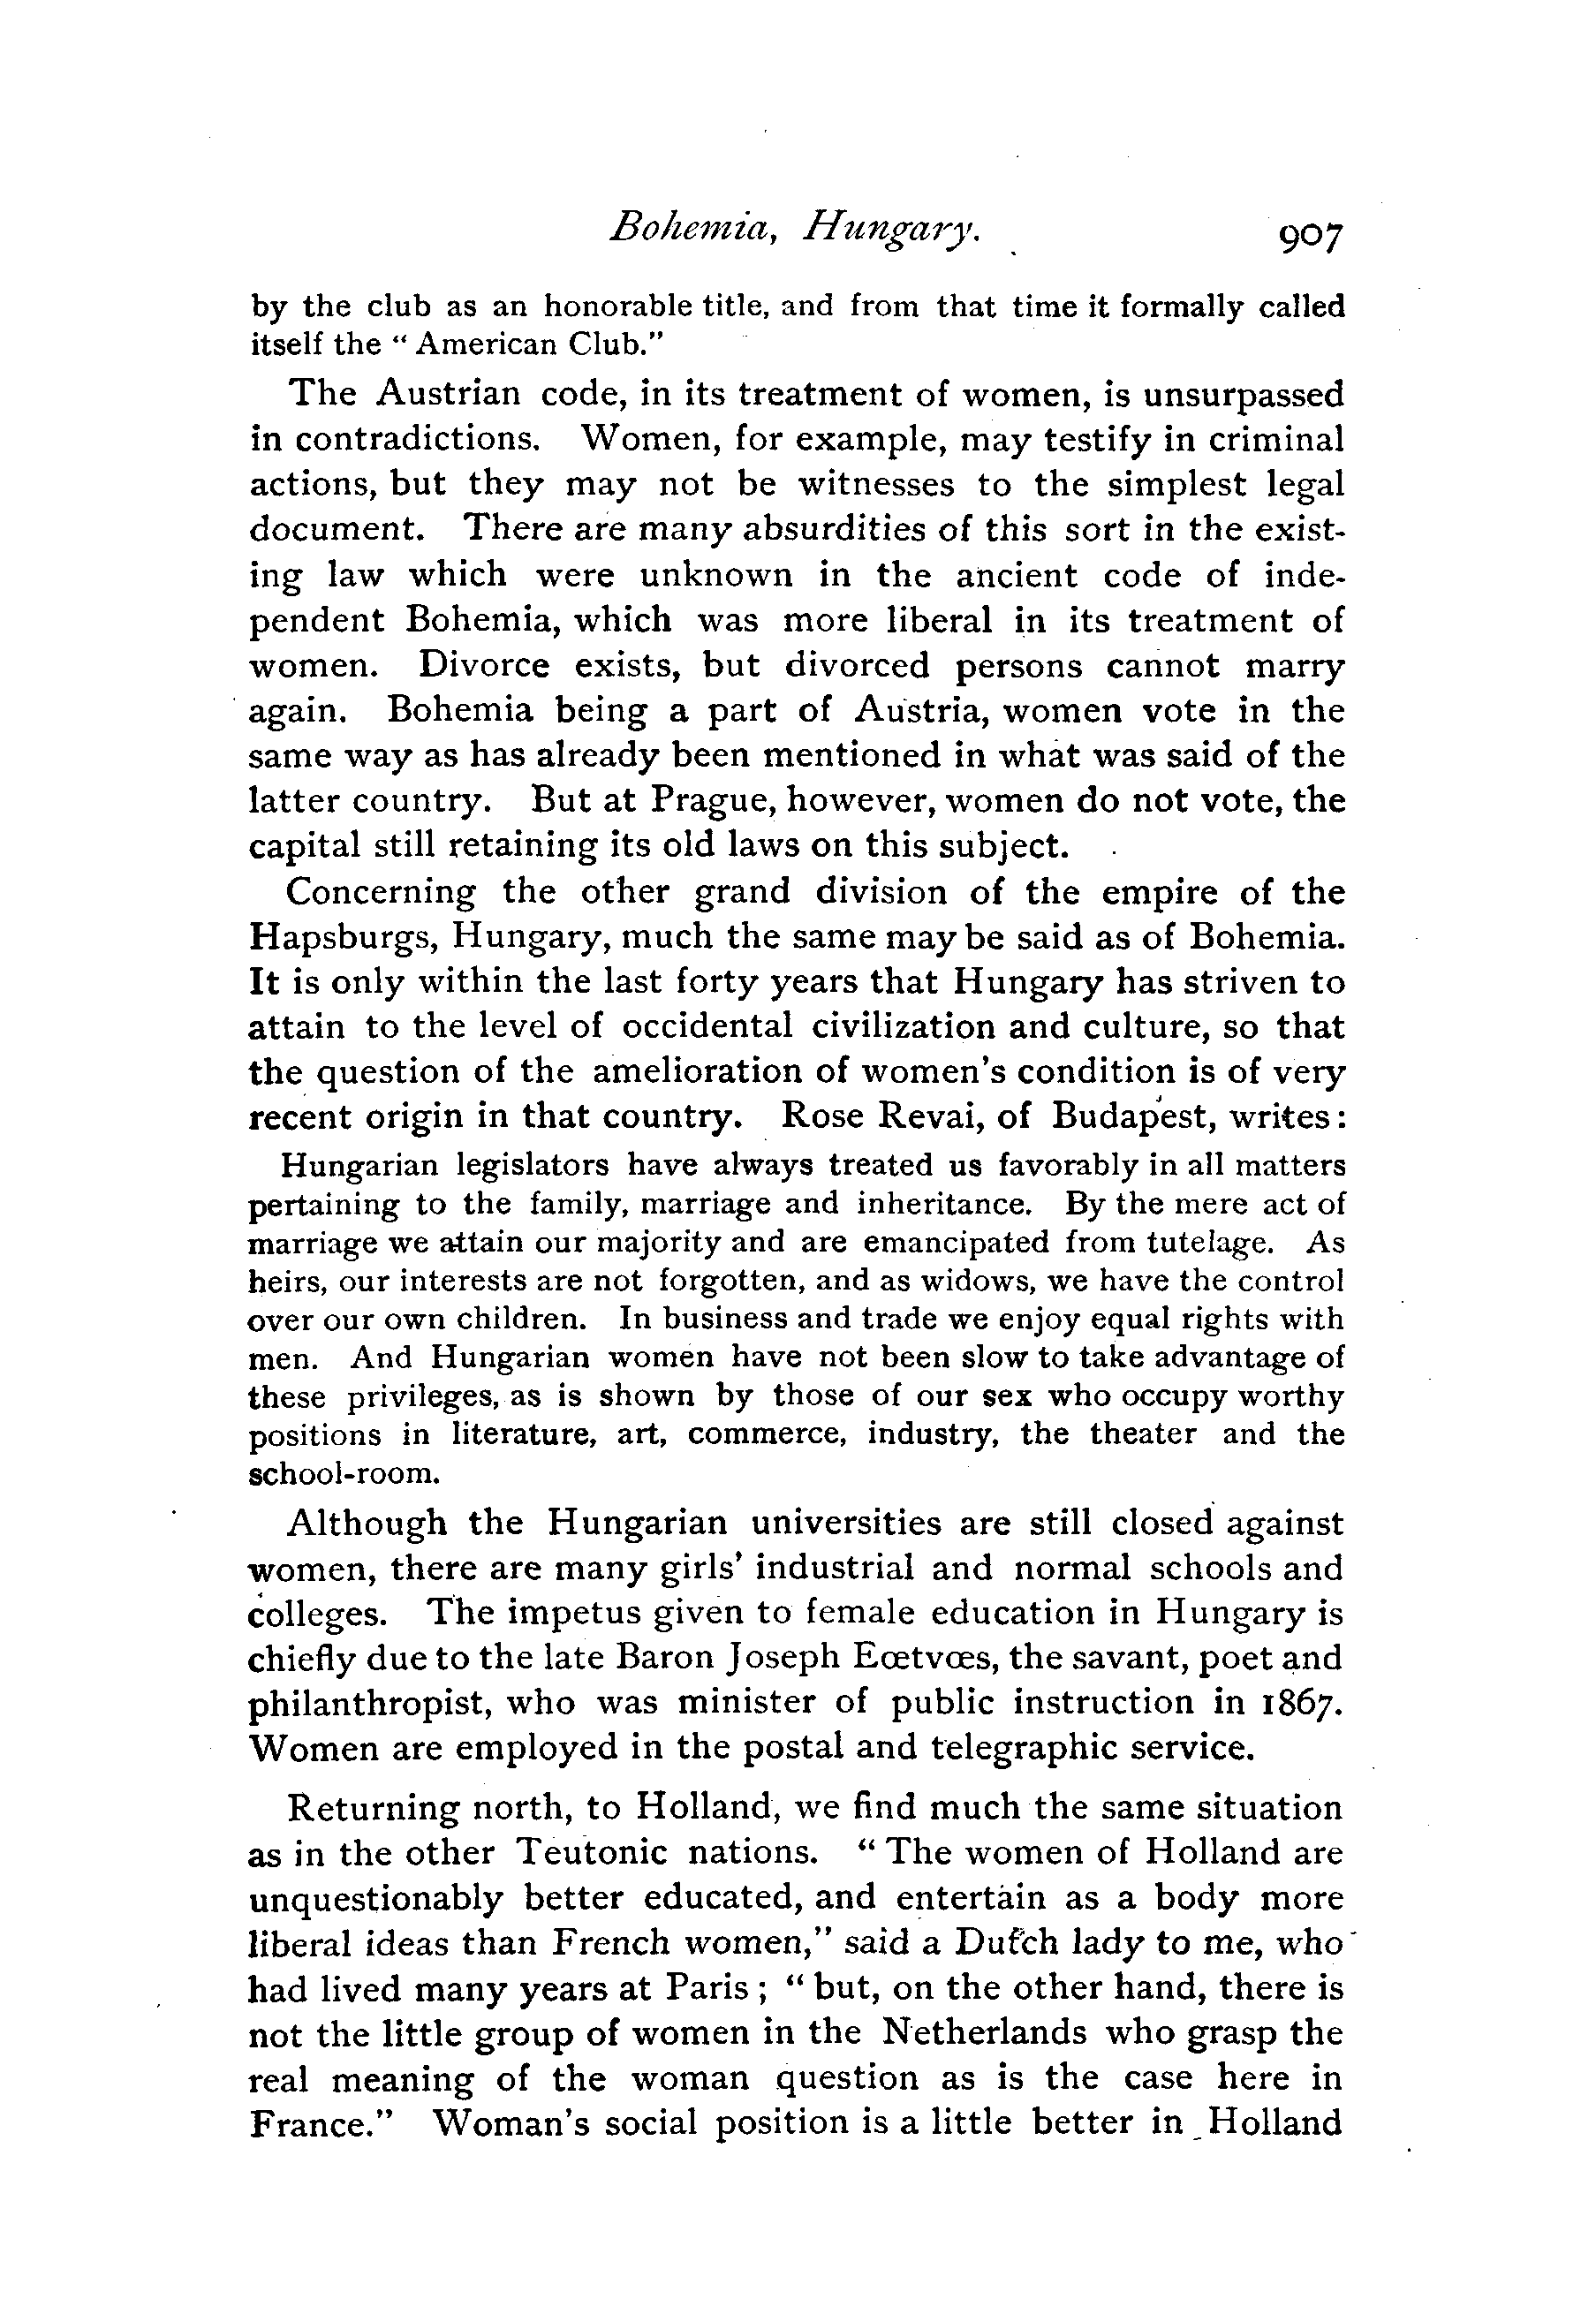 Bohemia, Hungary. 907
by the club as an honorable title, and from that time it formally called
itself the “ American Club.”
The Austrian code, in its treatment of women, is unsurpassed
in contradictions. Women, for example, may testify in criminal
actions, but they may not be witnesses to the simplest legal
document. There are many absurdities of this sort in the exist-
ing law which were unknown in the ancient code of inde-
pendent Bohemia, which was more liberal in its treatment of
women. Divorce exists, but divorced persons cannot marry
again. Bohemia being a part of Austria, women vote in the
same way as has already been mentioned in what was said of the
latter country. But at Prague, however, women do not vote, the
capital still retaining its old laws on this subject.
Concerning the other grand division of the empire of the
Hapsburgs, Hungary, much the same may be said as of Bohemia.
It is only within the last forty years that Hungary has striven to
attain to the level of occidental civilization and culture, so that
the question of the amelioration of women's condition is of very
recent origin in that country. Rose Revai, of Budapest, writes:
Hungarian legislators have always treated us favorably in all matters
pertaining to the family, marriage and inheritance. By the mere act of
marriage we attain our majority and are emancipated from tutelage. As
heirs, our interests are not forgotten, and as widows, we have the control
over our own children. In business and trade we enjoy equal rights with
men. And Hungarian women have not been slow to take advantage of
these privileges, as is shown by those of our sex who occupy worthy
positions in literature, art, commerce, industry, the theater and the
school-room.
Although the Hungarian universities are still closed against
women, there are many girls' industrial and normal schools and
colleges. The impetus given to female education in Hungary is
chiefly due to the late Baron Joseph Eœtvœs, the savant, poet and
philanthropist, who was minister of public instruction in 1867.
Women are employed in the postal and telegraphic service.
Returning north, to Holland, we find much the same situation
as in the other Teutonic nations. “ The women of Holland are
unquestionably better educated, and entertain as a body more
liberal ideas than French women,” said a Dutch lady to me, who
had lived many years at Paris ; “ but, on the other hand, there is
not the little group of women in the Netherlands who grasp the
real meaning of the woman question as is the case here in
France.” Woman's social position is a little better in Holland